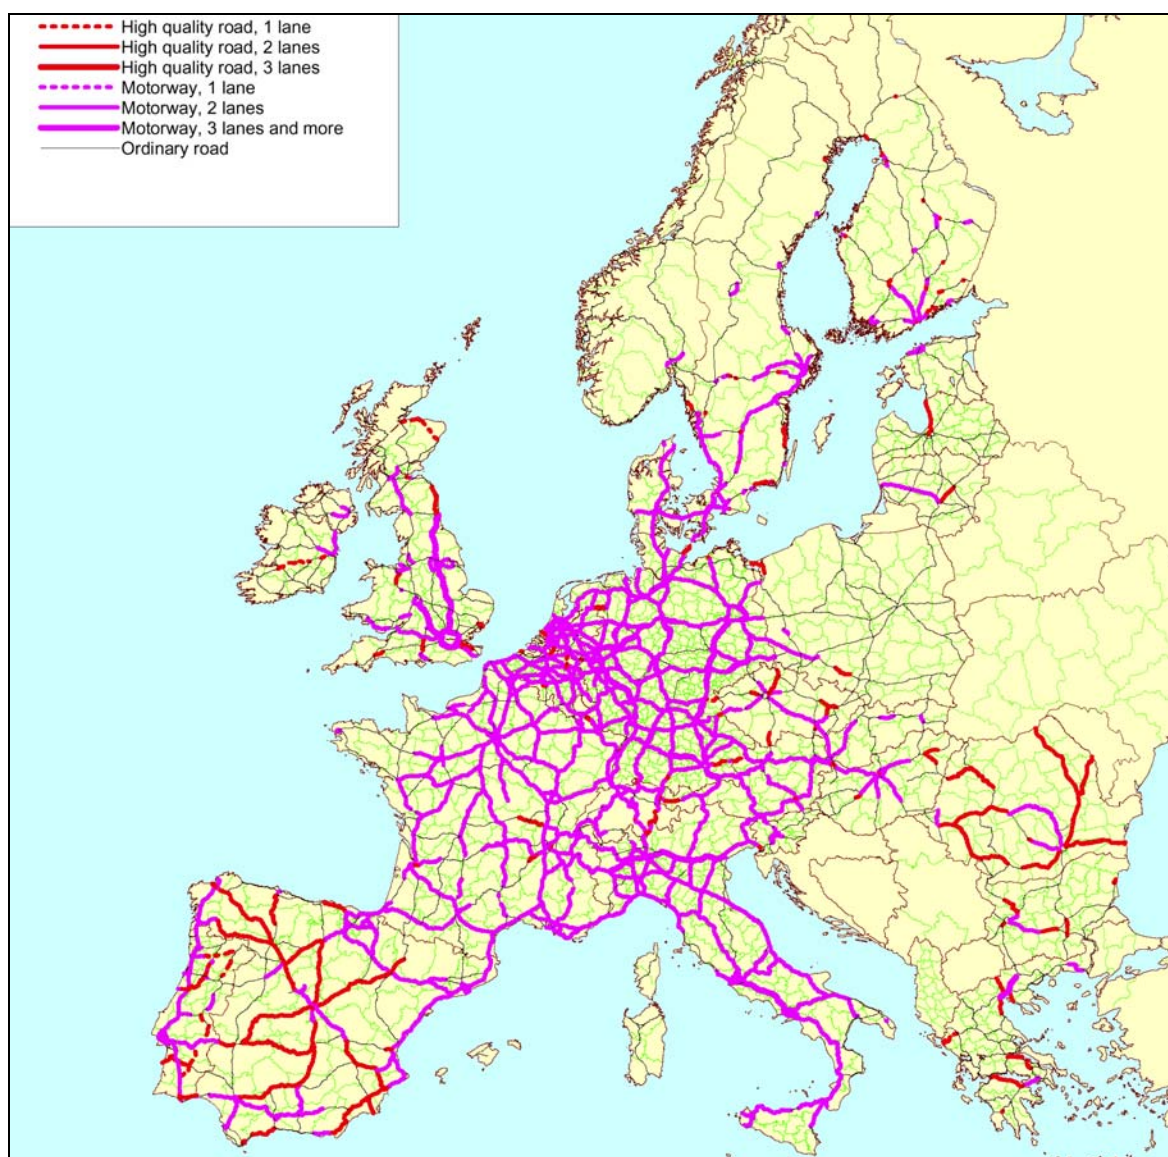 High quality road, 1 lane
High quality road, 2 lanes
High quality road, 3 lanes
Motorway, 1 lane
Motorway, 2 lanes
Motorway, 3 lanes and more
Ordinary road